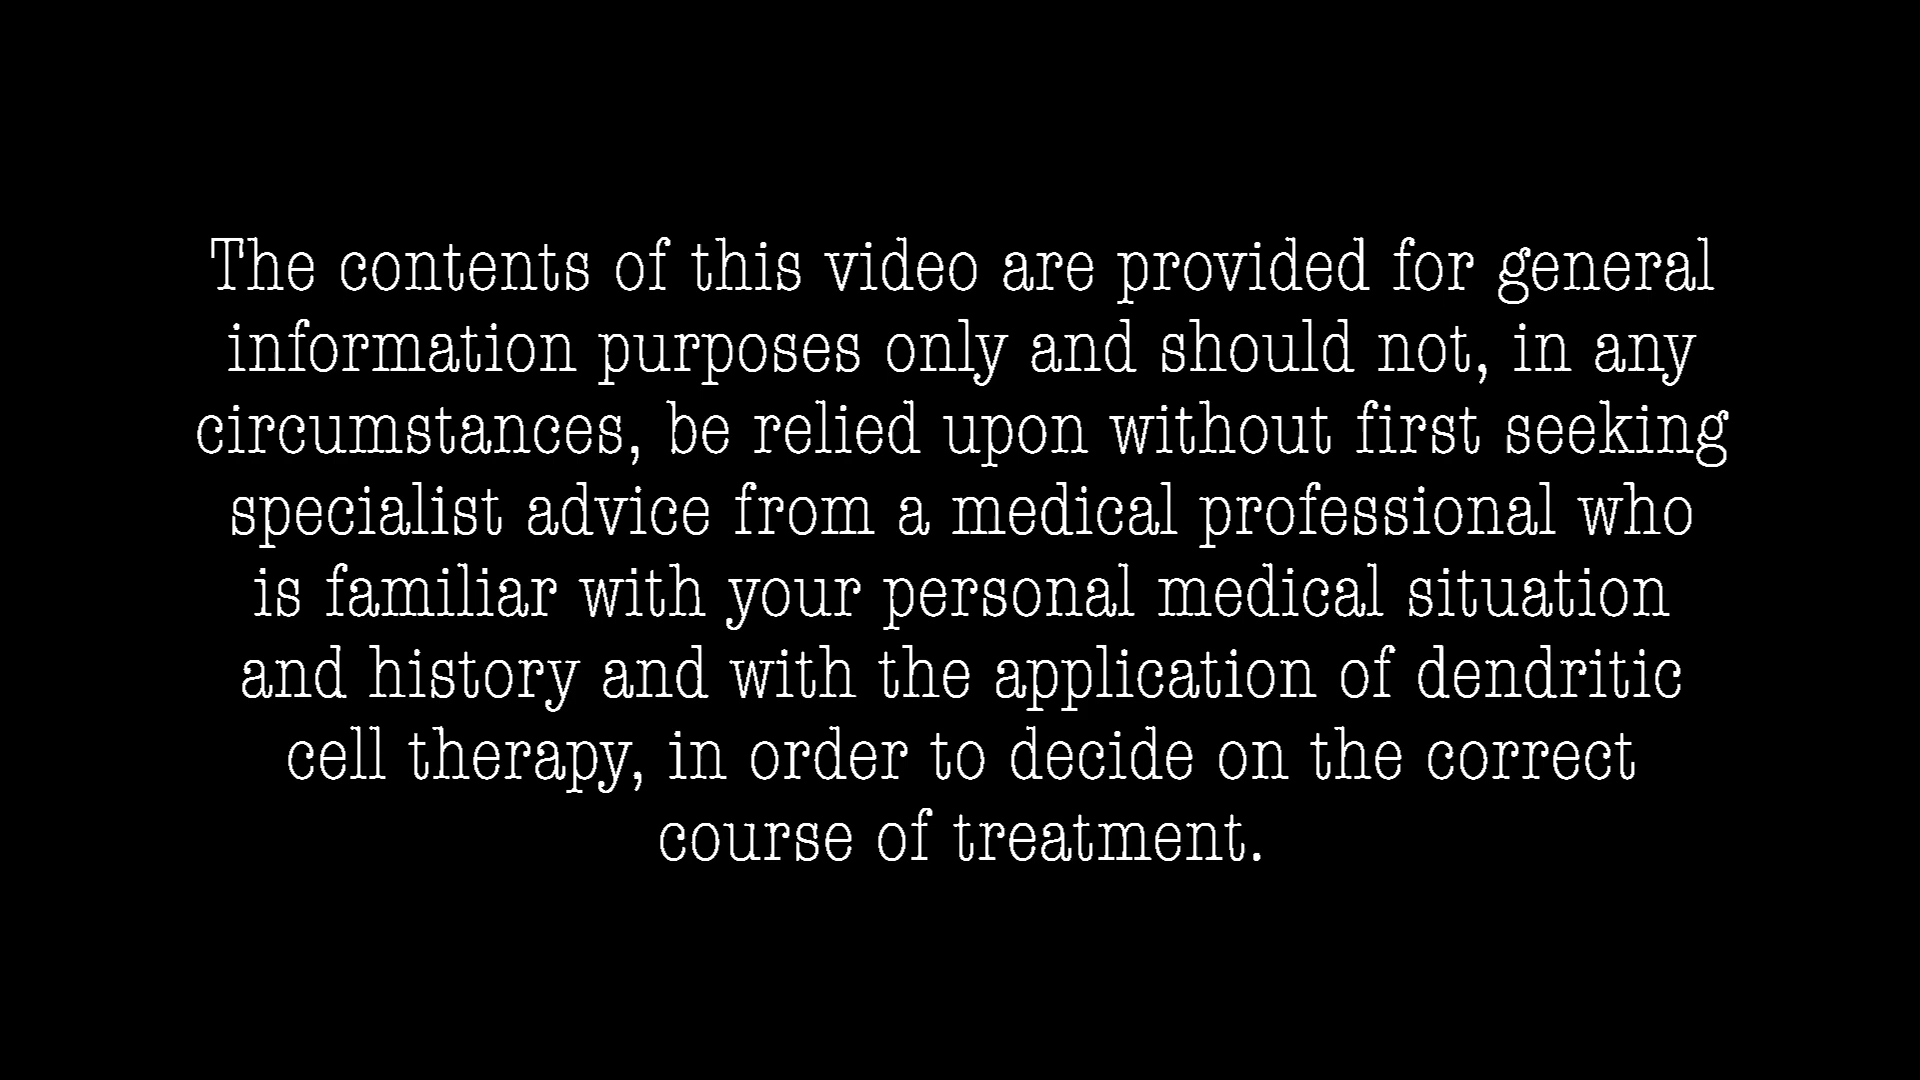 The contents of this video are provided for general
information purposes only and should not, in any
circumstances, be relied upon without first seeking
specialist advice from a medical professional who
is familiar with your personal medical situation
and history and with the application of dendritic
cell therapy, in order to decide on the correct
course of treatment.